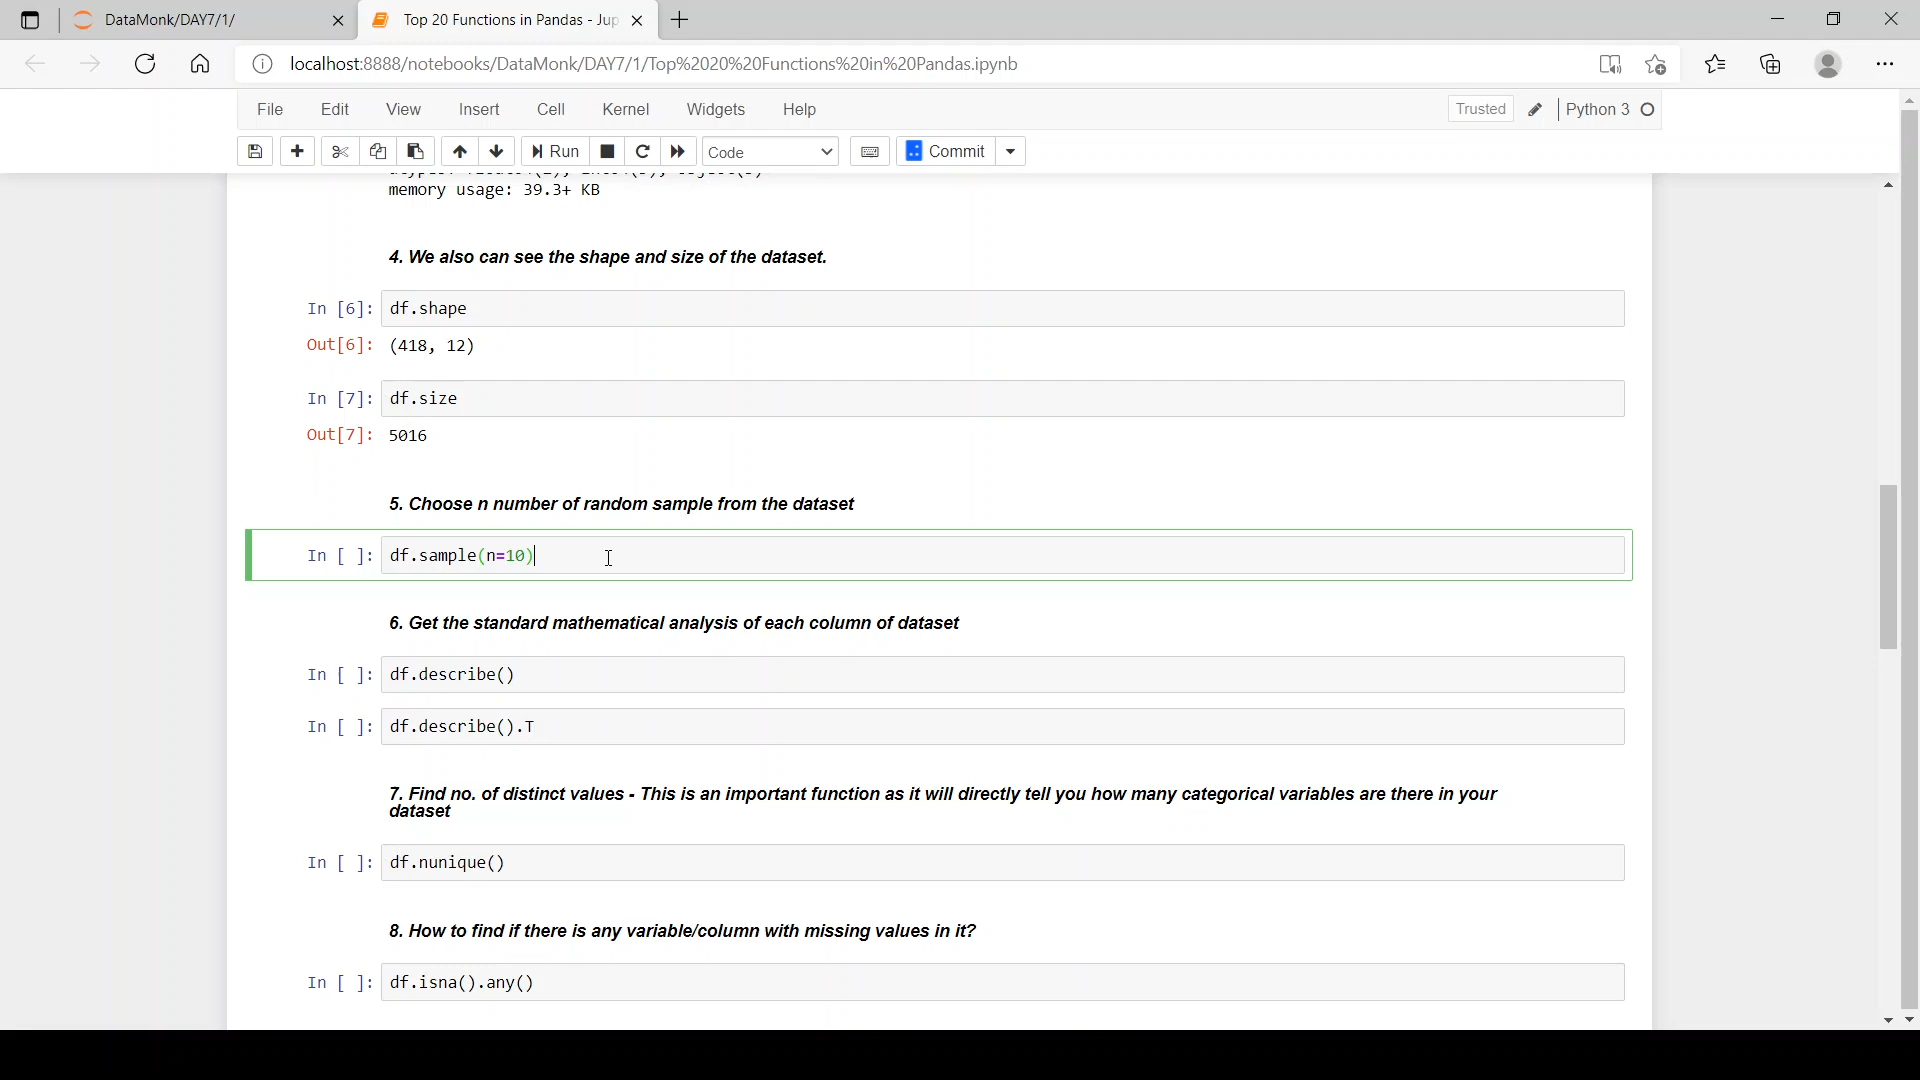 DataMonk/DAY7/1/
Top 20 Functions in Pandas - Jup
localhost:8888/notebooks/DataMonk/DAY7/1/Top%2020%20Functions%20in%20Pandas.ipynb
File Edit View Insert Cell Kernel Widgets Help Trusted Python 3
Run Code Commit
memory usage: 39.3+ KB
4. We also can see the shape and size of the dataset.
In [6]: df.shape
Out[6]: (418, 12)
In [7]: df.size
Out[7]: 5016
5. Choose n number of random sample from the dataset
In [ ]: df.sample(n=10)
6. Get the standard mathematical analysis of each column of dataset
In [ ]: df.describe()
In [ ]: df.describe().T
7. Find no. of distinct values - This is an important function as it will directly tell you how many categorical variables are there in your
dataset
In [ ]: df.nunique()
8. How to find if there is any variable/column with missing values in it?
In [ ]: df.isna().any()